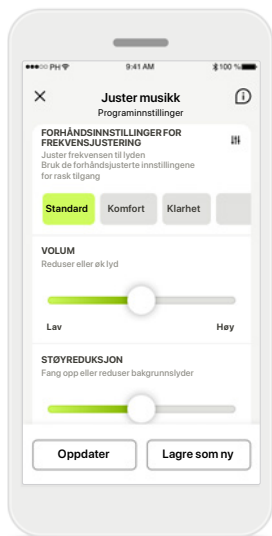 PH 9:41 AM 100 %
Juster musikk
Programinnstillinger
FORHÅNDSINNSTILLINGER FOR
FREKVENSJUSTERING
Juster frekvensen til lyden
Bruk de forhåndsjusterte innstillingene
for rask tilgang
Standard Komfort Klarhet
VOLUM
Reduser eller øk lyd
Lav Høy
STØYREDUKSJON
Fang opp eller reduser bakgrunnslyder
Oppdater Lagre som ny